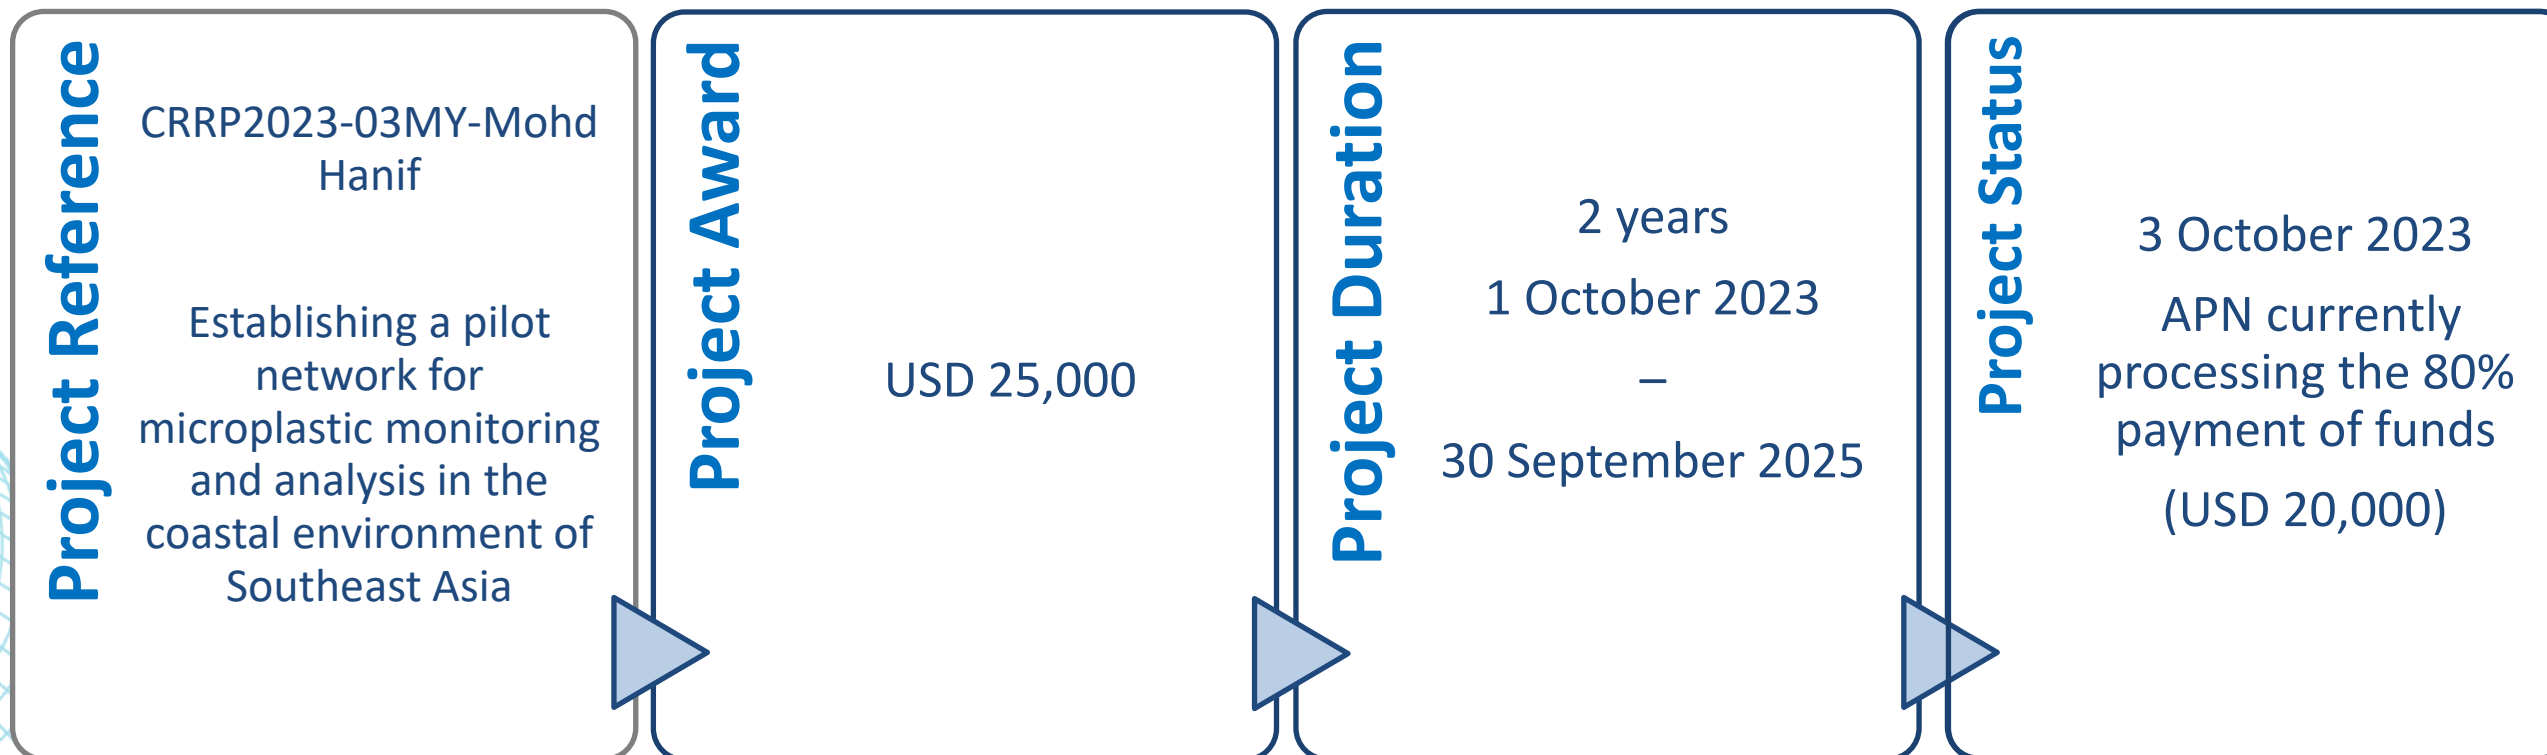 Project Reference
CRRP2023-03MY-Mohd
Hanif
Establishing a pilot
network for
microplastic monitoring
and analysis in the
coastal environment of
Southeast Asia
Project Award
USD 25,000
Project Duration
2 years
1 October 2023
–
30 September 2025
Project Status
3 October 2023
APN currently
processing the 80%
payment of funds
(USD 20,000)